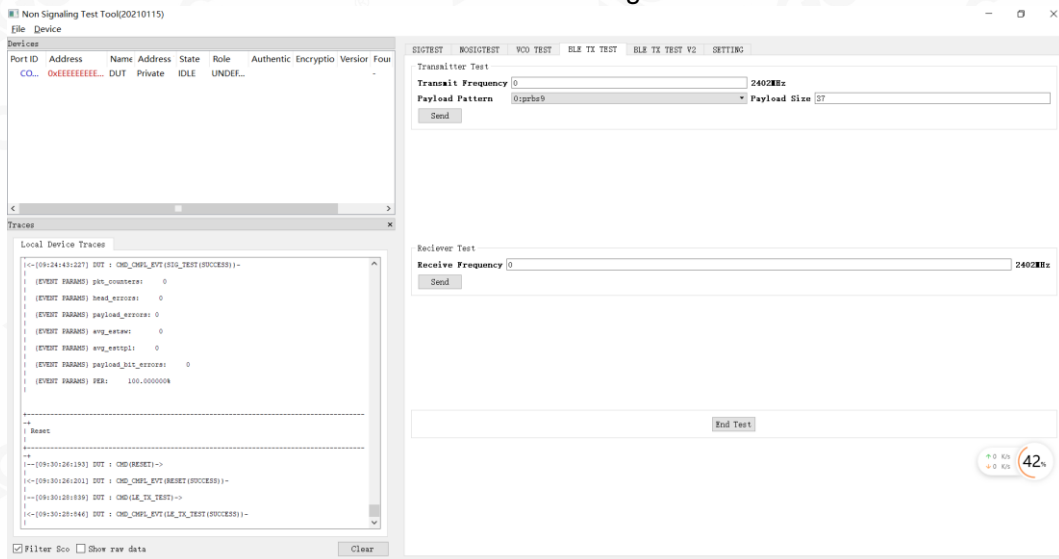 Non Signaling Test Tool(20210115)
File Device
Devices
Port ID Address Name Address State Role Authentic Encryptio Versior Four
CO... 0xEEEEEEEEE... DUT Private IDLE UNDEF... -
Traces
Local Device Traces
|<-[09:24:43:227] DUT : CMD_CMPL_EVT(SIG_TEST(SUCCESS))-
| (EVENT PARAMS) pkt_counters: 0
| (EVENT PARAMS) head_errors: 0
| (EVENT PARAMS) payload_errors: 0
| (EVENT PARAMS) avg_estsw: 0
| (EVENT PARAMS) avg_esttpl: 0
| (EVENT PARAMS) payload_bit_errors: 0
| (EVENT PARAMS) PER: 100.000000%
| Reset
|--[09:30:26:193] DUT : CMD(RESET)->
|<-[09:30:26:201] DUT : CMD_CMPL_EVT(RESET(SUCCESS))-
|--[09:30:28:839] DUT : CMD(LE_TX_TEST)->
|<-[09:30:28:846] DUT : CMD_CMPL_EVT(LE_TX_TEST(SUCCESS))-
Filter Sco Show raw data Clear
SIGTEST NOSIGTEST VCO TEST BLE TX TEST BLE TX TEST V2 SETTING
Transmitter Test
Transmit Frequency 0 2402MHz
Payload Pattern 0:prbs9 Payload Size 37
Send
Reciever Test
Receive Frequency 0 2402MHz
Send
End Test
↑0 K/s
↓0 K/s
42%